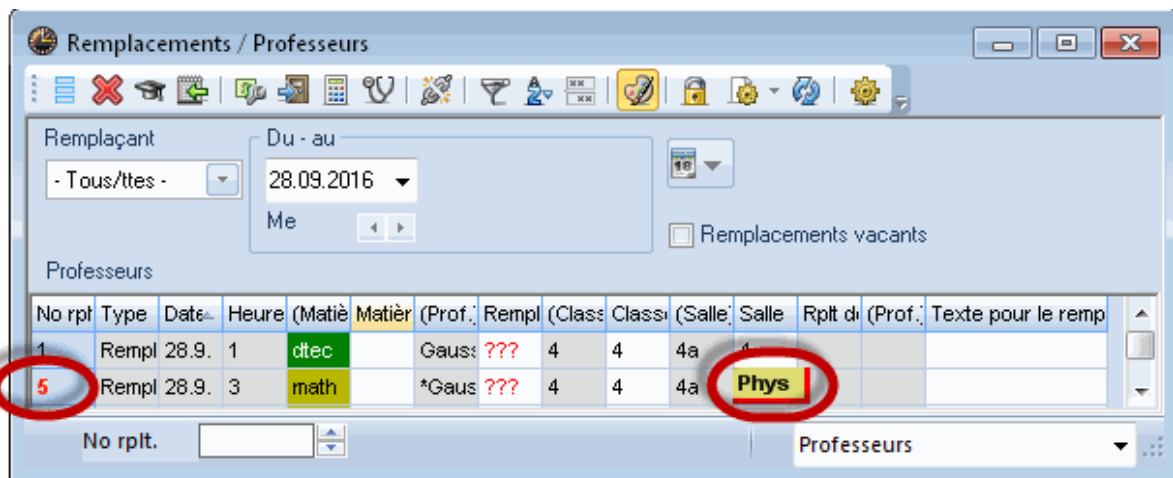 Remplacements / Professeurs
Remplaçant
Du - au
- Tous/ttes -
28.09.2016
18
Me
Remplacements vacants
Professeurs
No rpl Type Date Heure (Matiè Matièr (Prof.) Rempl (Class Class (Salle) Salle Rplt d (Prof.) Texte pour le remp
1 Rempl 28.9. 1 dtec Gauss ??? 4 4 4a
5 Rempl 28.9. 3 math *Gaus ??? 4 4 4a Phys
No rplt.
Professeurs